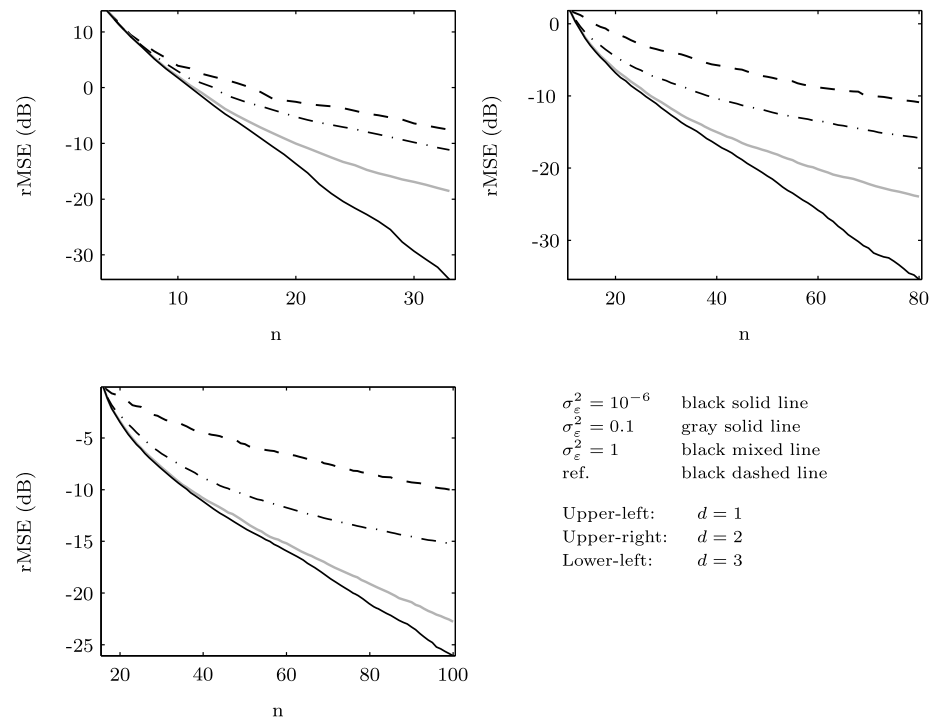 10
0
-10
-20
-30
rMSE (dB)
10
20
30
n
0
-10
-20
-30
rMSE (dB)
20
40
60
80
n
-5
-10
-15
-20
-25
rMSE (dB)
20
40
60
80
100
n
σ²_ε = 10⁻⁶ black solid line
σ²_ε = 0.1 gray solid line
σ²_ε = 1 black mixed line
ref. black dashed line
Upper-left: d = 1
Upper-right: d = 2
Lower-left: d = 3